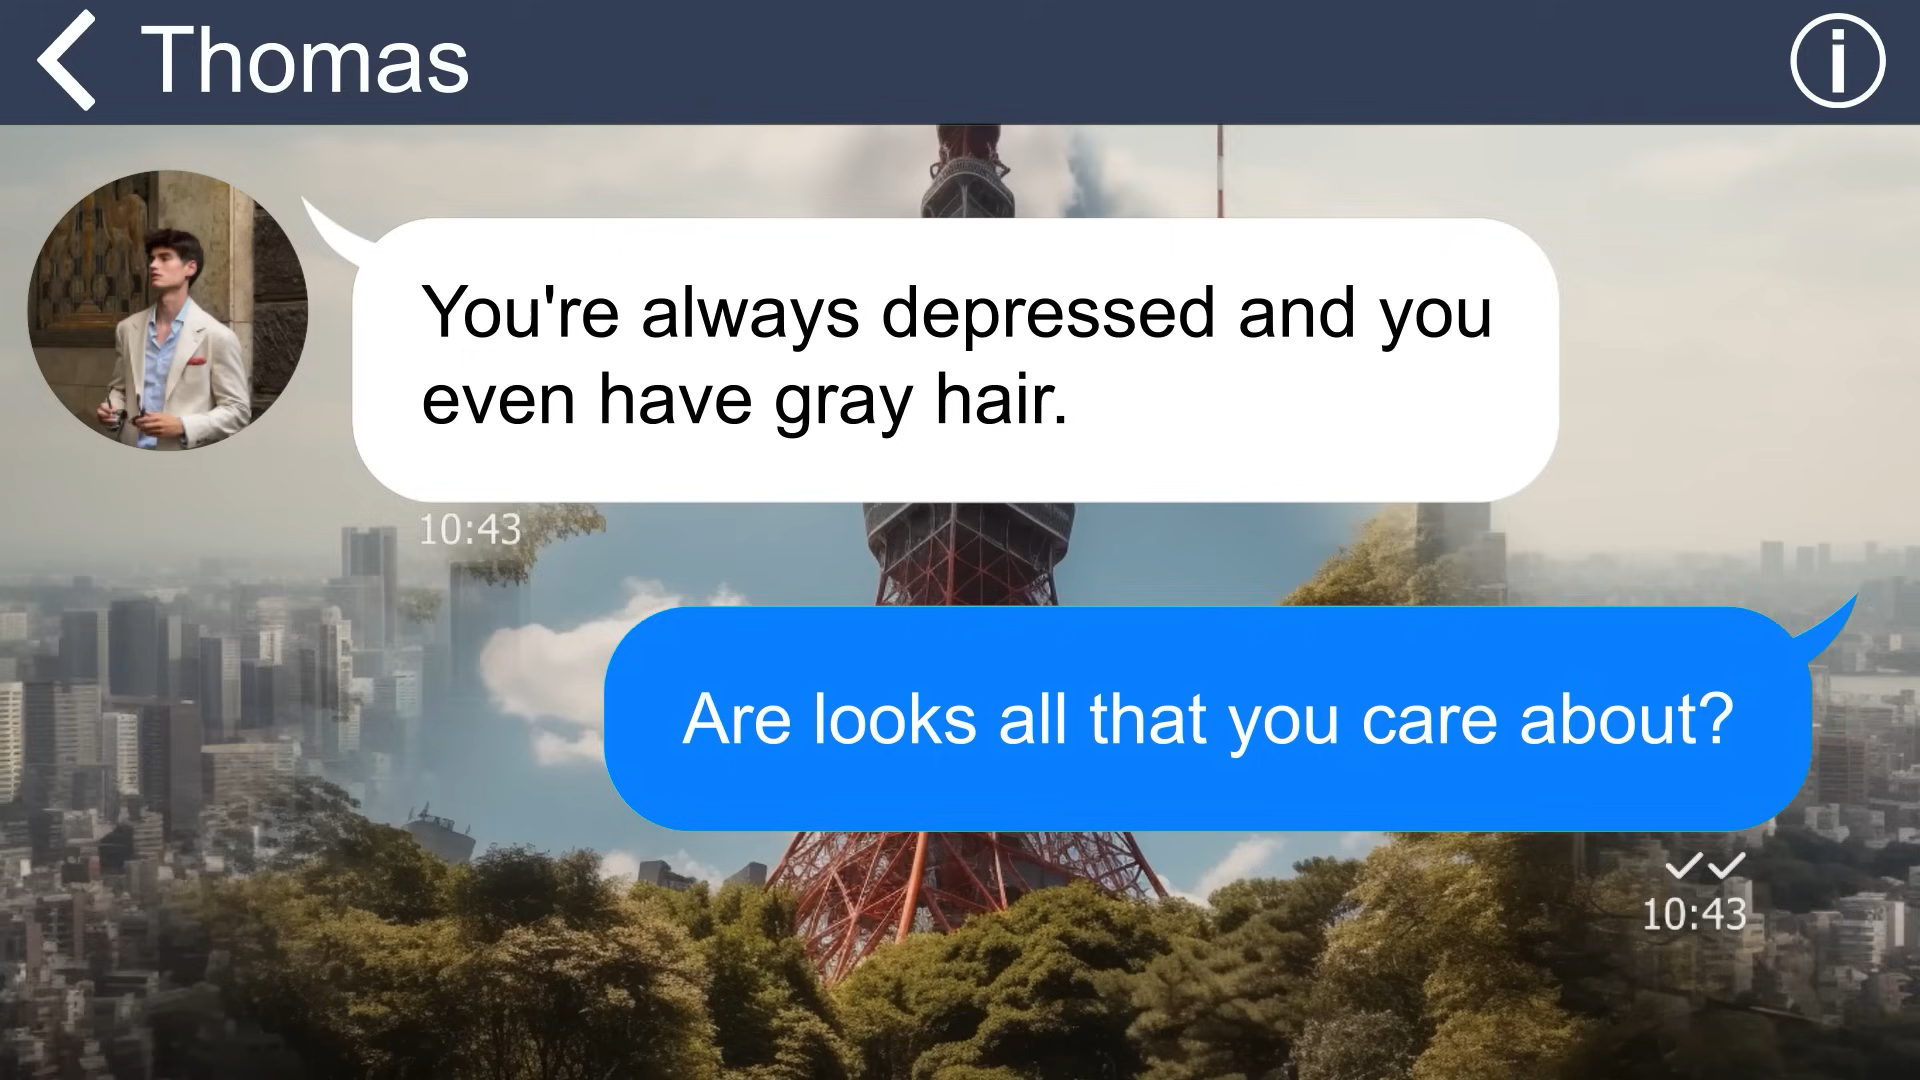 Thomas
You're always depressed and you
even have gray hair.
10:43
Are looks all that you care about?
10:43